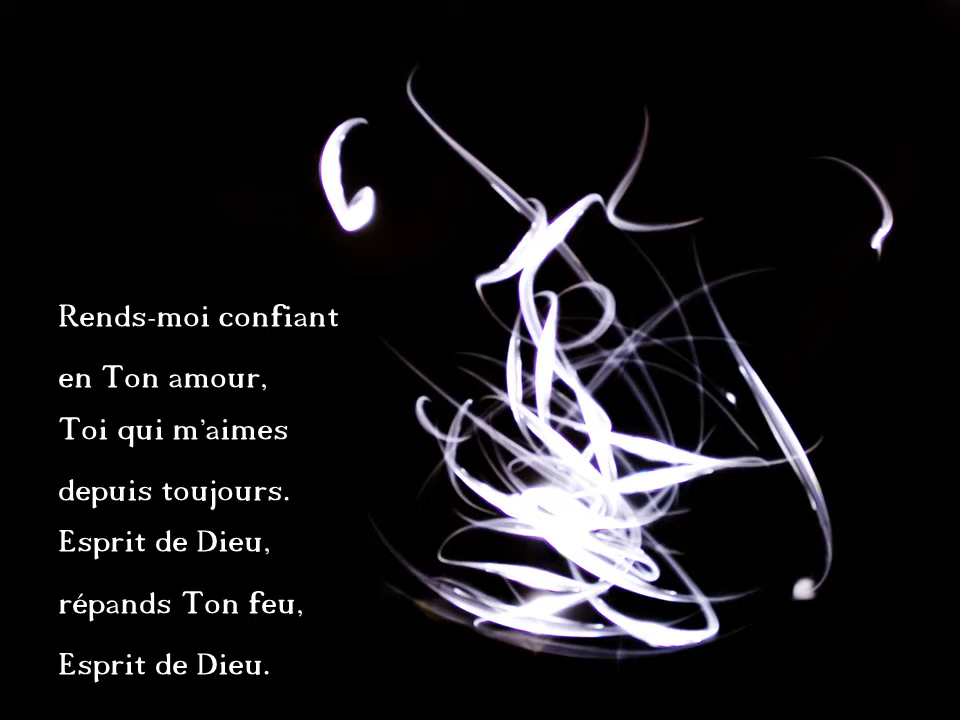 Rends-moi confiant
en Ton amour,
Toi qui m’aimes
depuis toujours.
Esprit de Dieu,
répands Ton feu,
Esprit de Dieu.